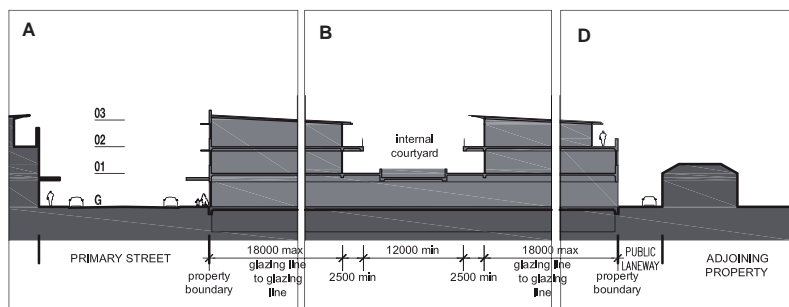 A
B
D
03
02
01
G
internal
courtyard
PRIMARY STREET
property
boundary
18000 max
glazing line
to glazing
line
2500 min
12000 min
2500 min
18000 max
glazing line
to glazing
line
property
boundary
PUBLIC
LANEWAY
ADJOINING
PROPERTY